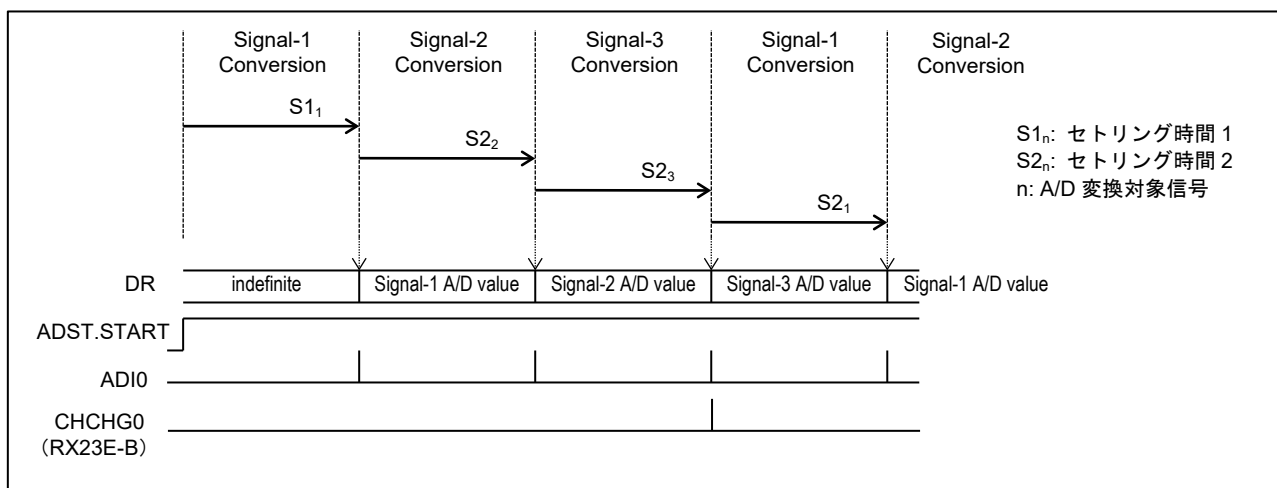 Signal-1 Conversion
Signal-2 Conversion
Signal-3 Conversion
Signal-1 Conversion
Signal-2 Conversion
S1₁
S2₂
S2₃
S2₁
S1ₙ: セトリング時間 1
S2ₙ: セトリング時間 2
n: A/D 変換対象信号
DR
indefinite
Signal-1 A/D value
Signal-2 A/D value
Signal-3 A/D value
Signal-1 A/D value
ADST.START
ADI0
CHCHG0
（RX23E-B）